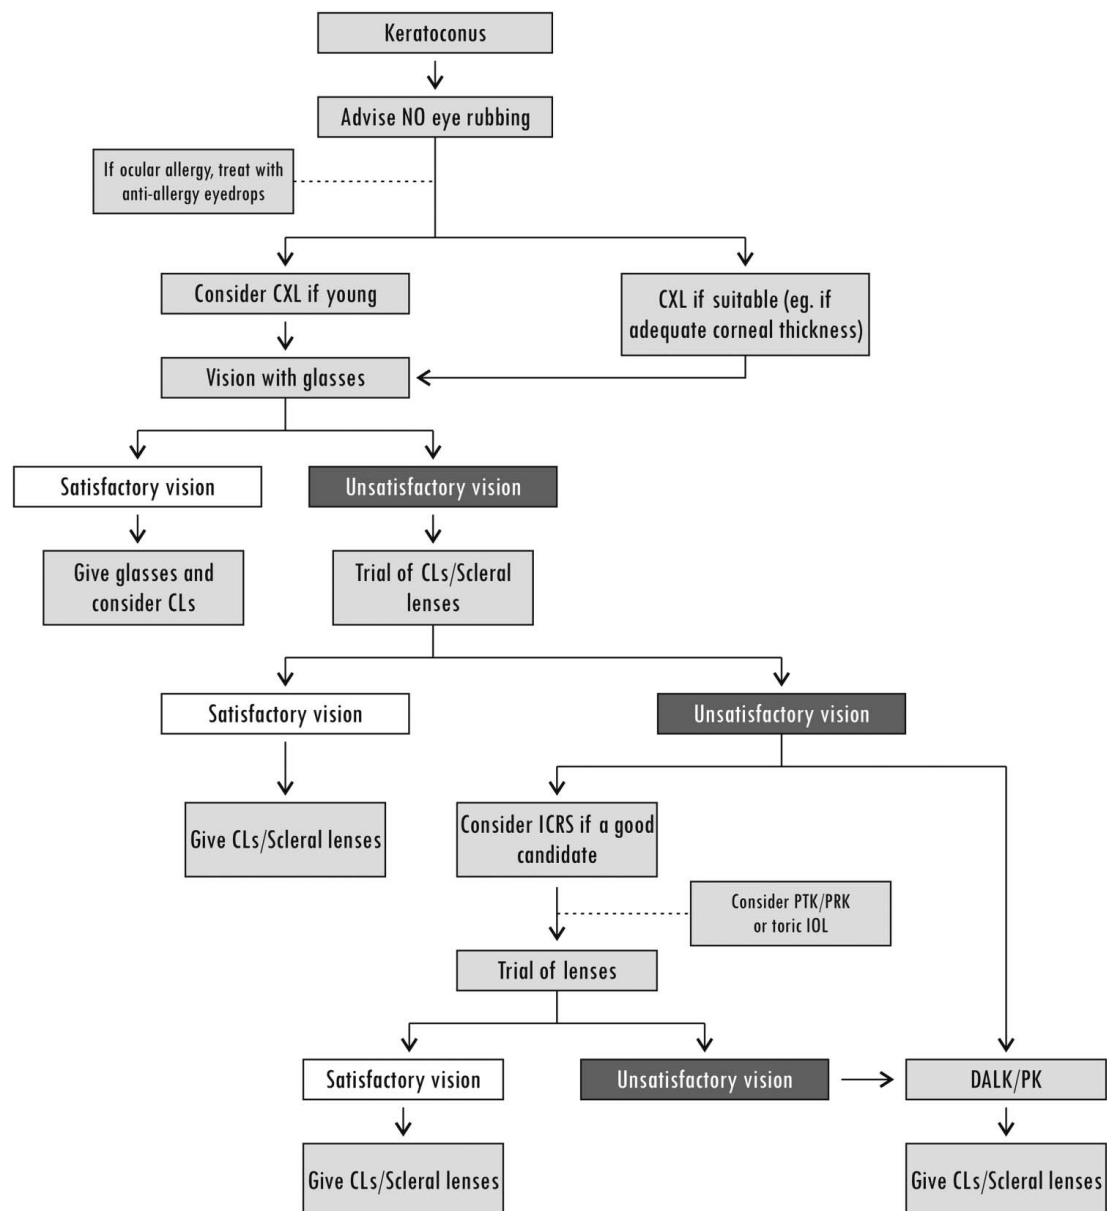 Keratoconus
Advise NO eye rubbing
If ocular allergy, treat with
anti-allergy eyedrops
Consider CXL if young
CXL if suitable (eg. if
adequate corneal thickness)
Vision with glasses
Satisfactory vision
Unsatisfactory vision
Give glasses and
consider CLs
Trial of CLs/Scleral
lenses
Satisfactory vision
Unsatisfactory vision
Give CLs/Scleral lenses
Consider ICRS if a good
candidate
Consider PTK/PRK
or toric IOL
Trial of lenses
Satisfactory vision
Unsatisfactory vision
DALK/PK
Give CLs/Scleral lenses
Give CLs/Scleral lenses